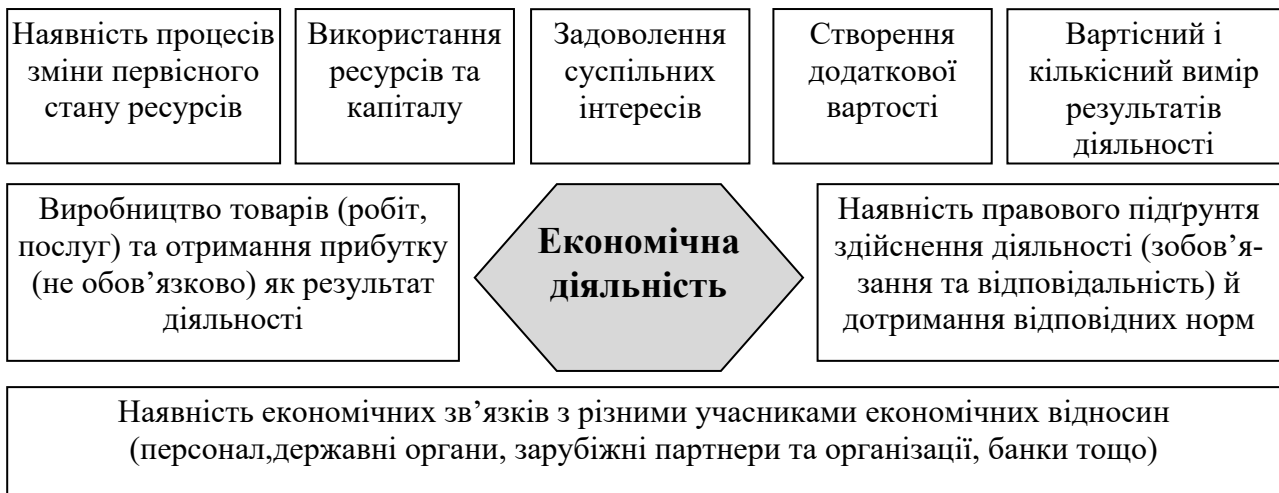 Наявність процесів
зміни первісного
стану ресурсів
Використання
ресурсів та
капіталу
Задоволення
суспільних
інтересів
Створення
додаткової
вартості
Вартісний і
кількісний вимір
результатів
діяльності
Виробництво товарів (робіт,
послуг) та отримання прибутку
(не обов’язково) як результат
діяльності
Економічна
діяльність
Наявність правового підґрунтя
здійснення діяльності (зобов’я-
зання та відповідальність) й
дотримання відповідних норм
Наявність економічних зв’язків з різними учасниками економічних відносин
(персонал,державні органи, зарубіжні партнери та організації, банки тощо)